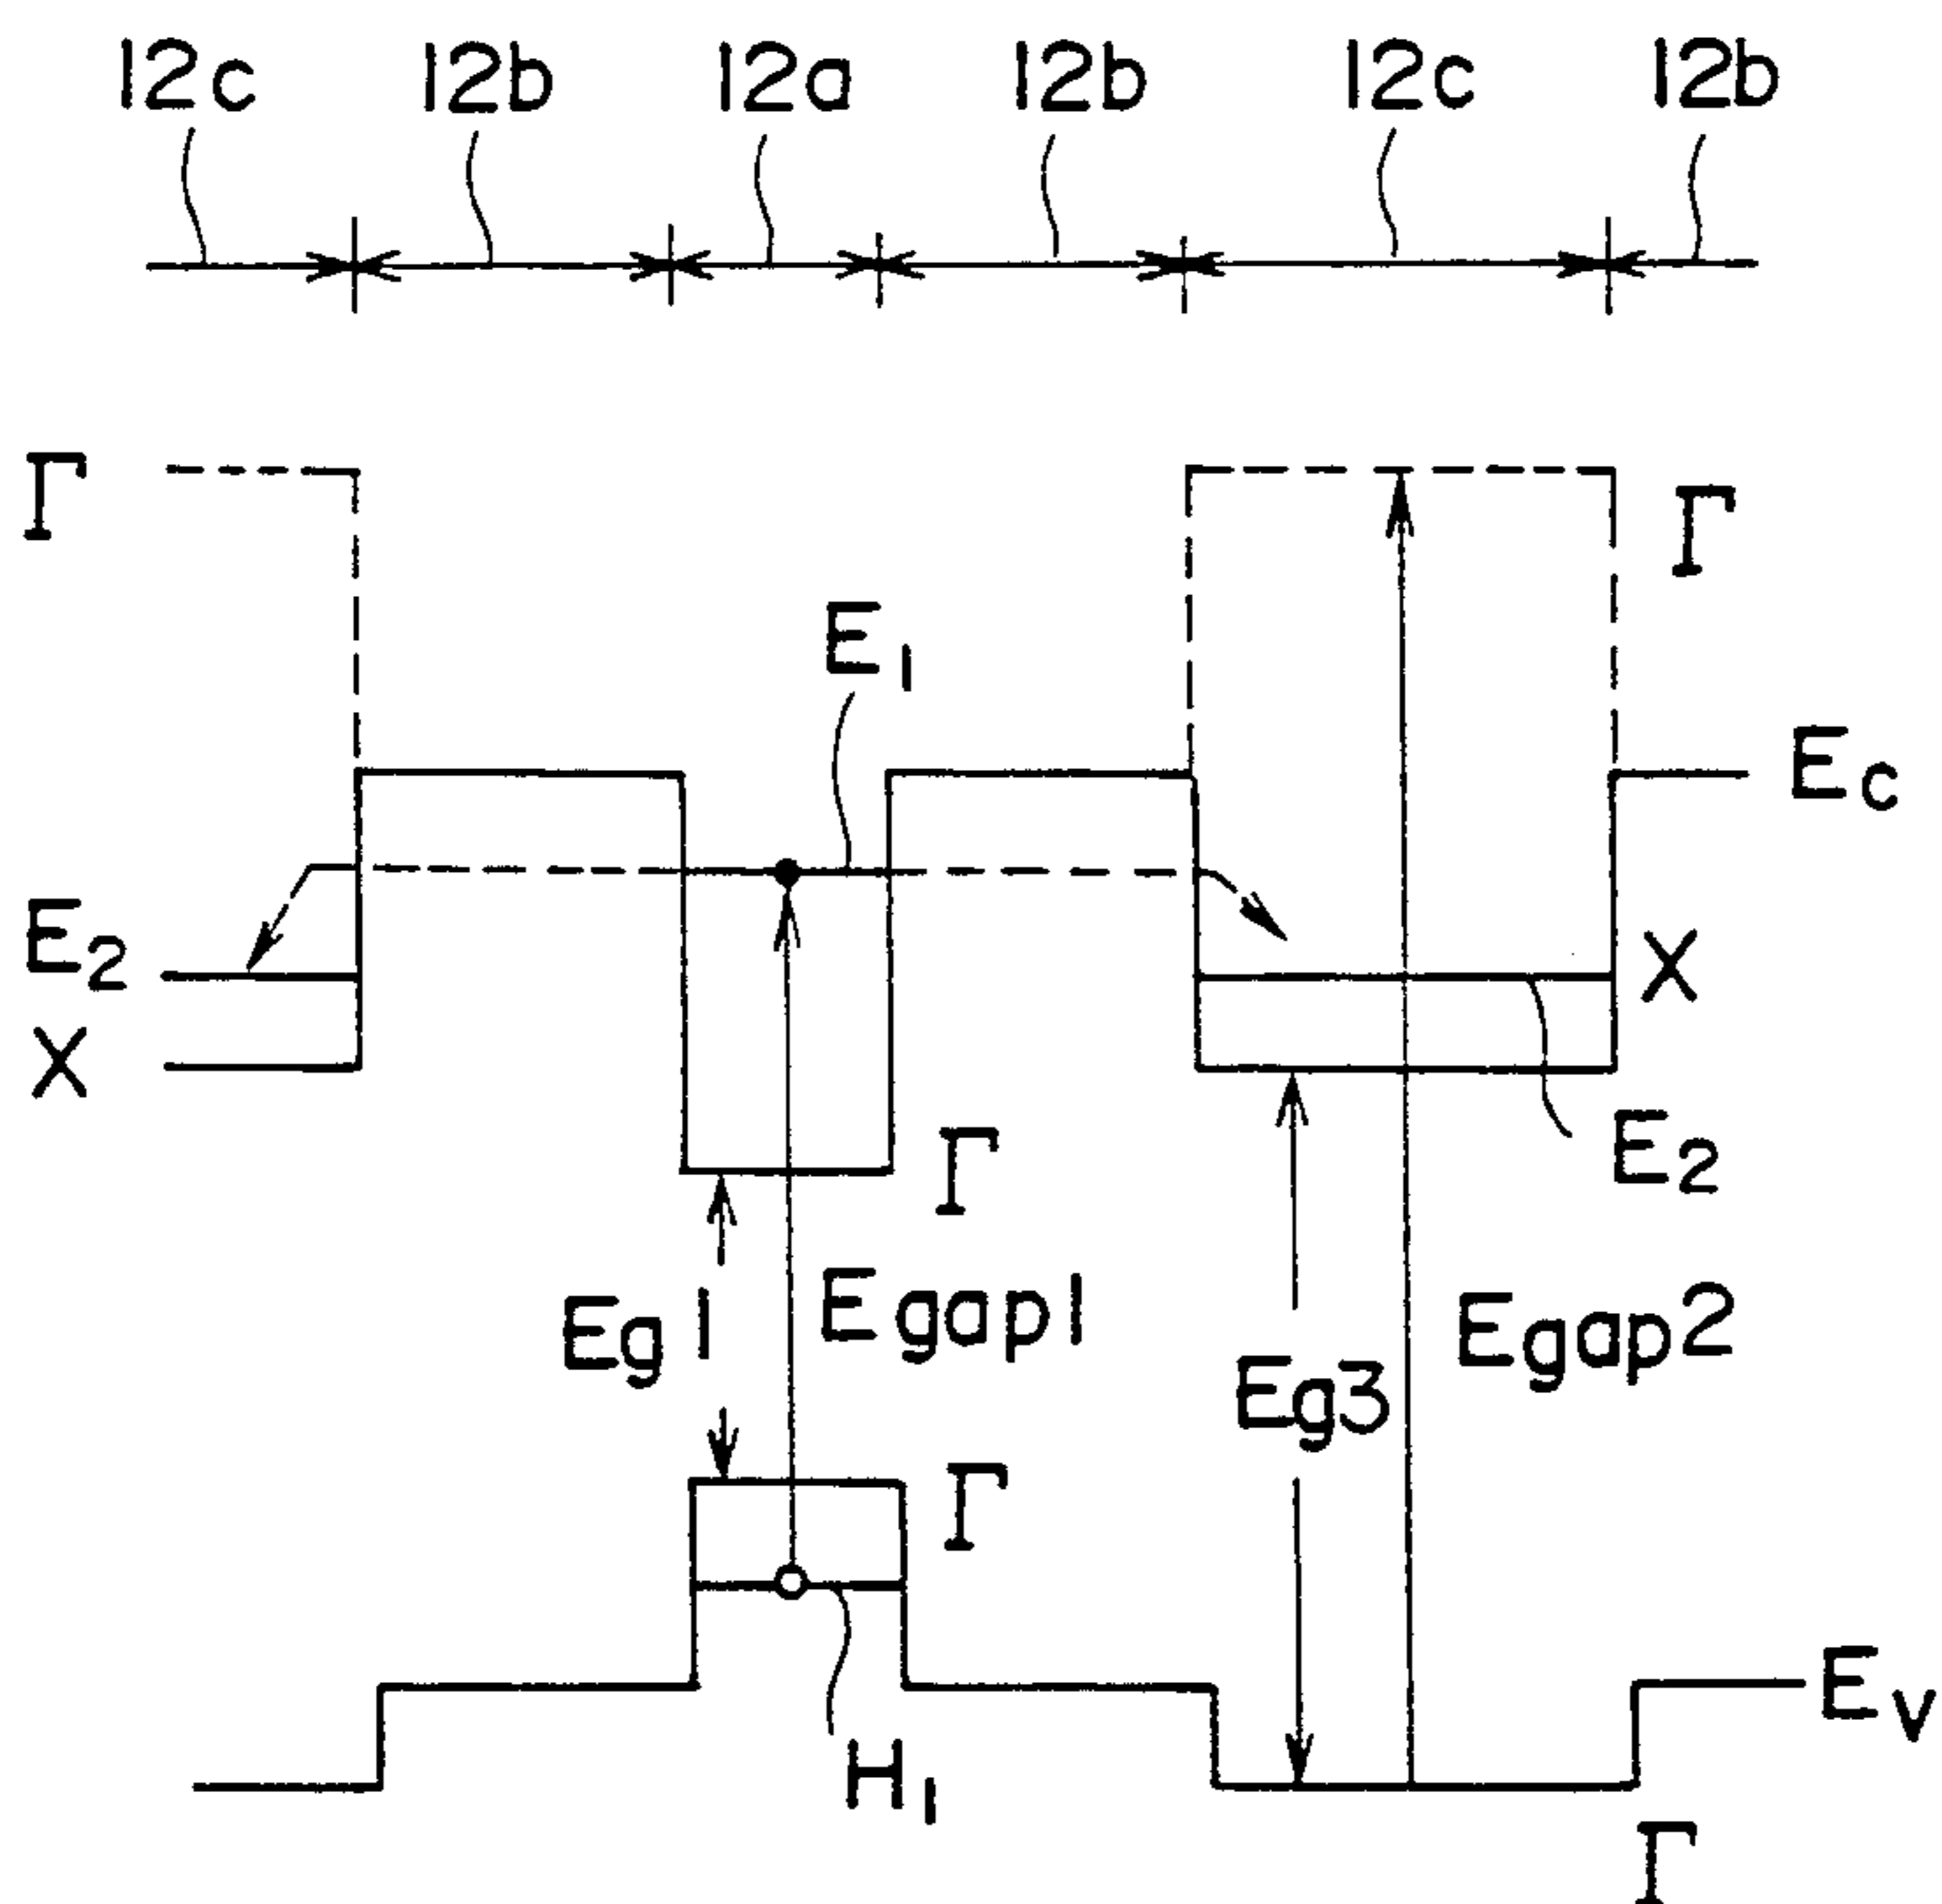 12c 12b 12a 12b 12c 12b
Γ
Γ
E1
Ec
E2
X
X
E2
Γ
Eg1
Egap1
Eg3
Egap2
Γ
Ev
H1
Γ